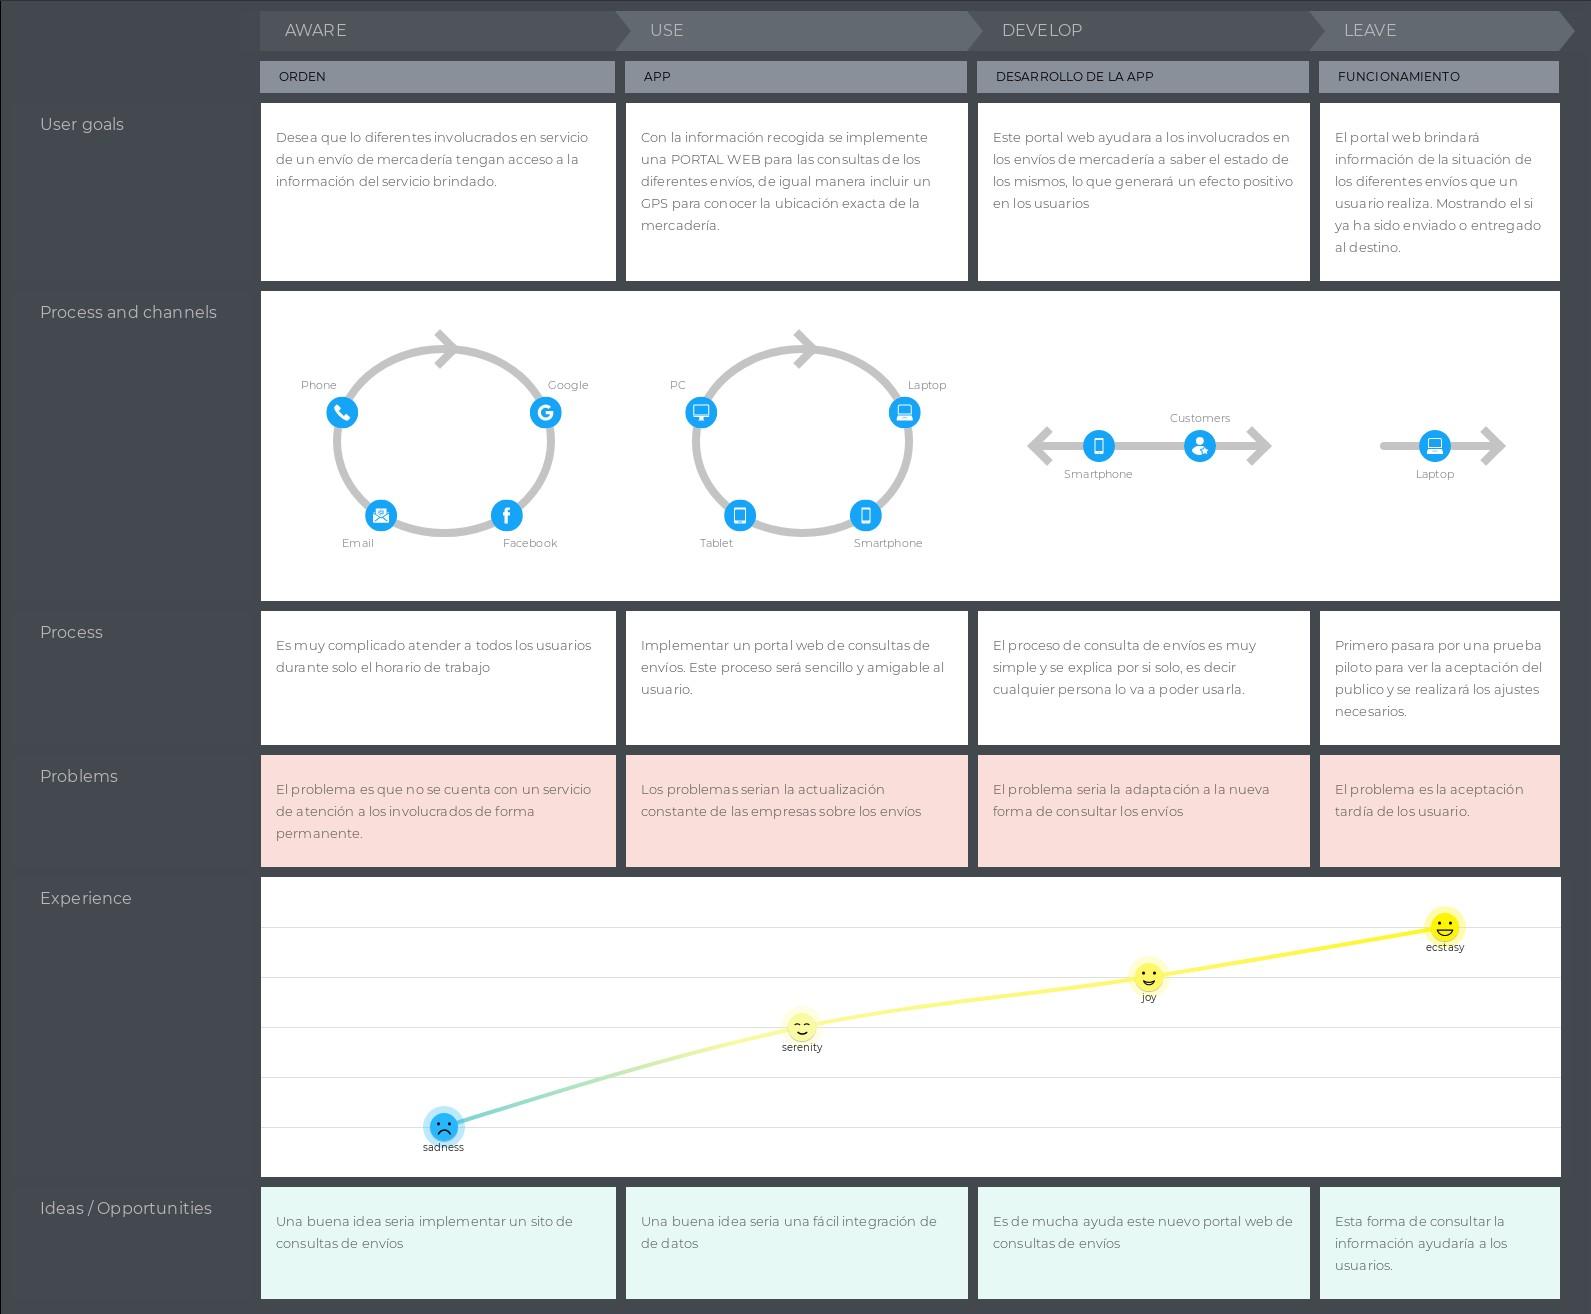 AWARE
USE
DEVELOP
LEAVE
ORDEN
APP
DESARROLLO DE LA APP
FUNCIONAMIENTO
User goals
Desea que lo diferentes involucrados en servicio
de un envío de mercadería tengan acceso a la
información del servicio brindado.
Con la información recogida se implemente
una PORTAL WEB para las consultas de los
diferentes envíos, de igual manera incluir un
GPS para conocer la ubicación exacta de la
mercadería.
Este portal web ayudara a los involucrados en
los envíos de mercadería a saber el estado de
los mismos, lo que generará un efecto positivo
en los usuarios
El portal web brindará
información de la situación de
los diferentes envíos que un
usuario realiza. Mostrando el si
ya ha sido enviado o entregado
al destino.
Process and channels
Phone
Google
Email
Facebook
PC
Laptop
Tablet
Smartphone
Customers
Smartphone
Laptop
Process
Es muy complicado atender a todos los usuarios
durante solo el horario de trabajo
Implementar un portal web de consultas de
envíos. Este proceso será sencillo y amigable al
usuario.
El proceso de consulta de envíos es muy
simple y se explica por si solo, es decir
cualquier persona lo va a poder usarla.
Primero pasara por una prueba
piloto para ver la aceptación del
publico y se realizará los ajustes
necesarios.
Problems
El problema es que no se cuenta con un servicio
de atención a los involucrados de forma
permanente.
Los problemas serian la actualización
constante de las empresas sobre los envíos
El problema seria la adaptación a la nueva
forma de consultar los envíos
El problema es la aceptación
tardía de los usuario.
Experience
ecstasy
joy
serenity
sadness
Ideas / Opportunities
Una buena idea seria implementar un sito de
consultas de envíos
Una buena idea seria una fácil integración de
de datos
Es de mucha ayuda este nuevo portal web de
consultas de envíos
Esta forma de consultar la
información ayudaría a los
usuarios.